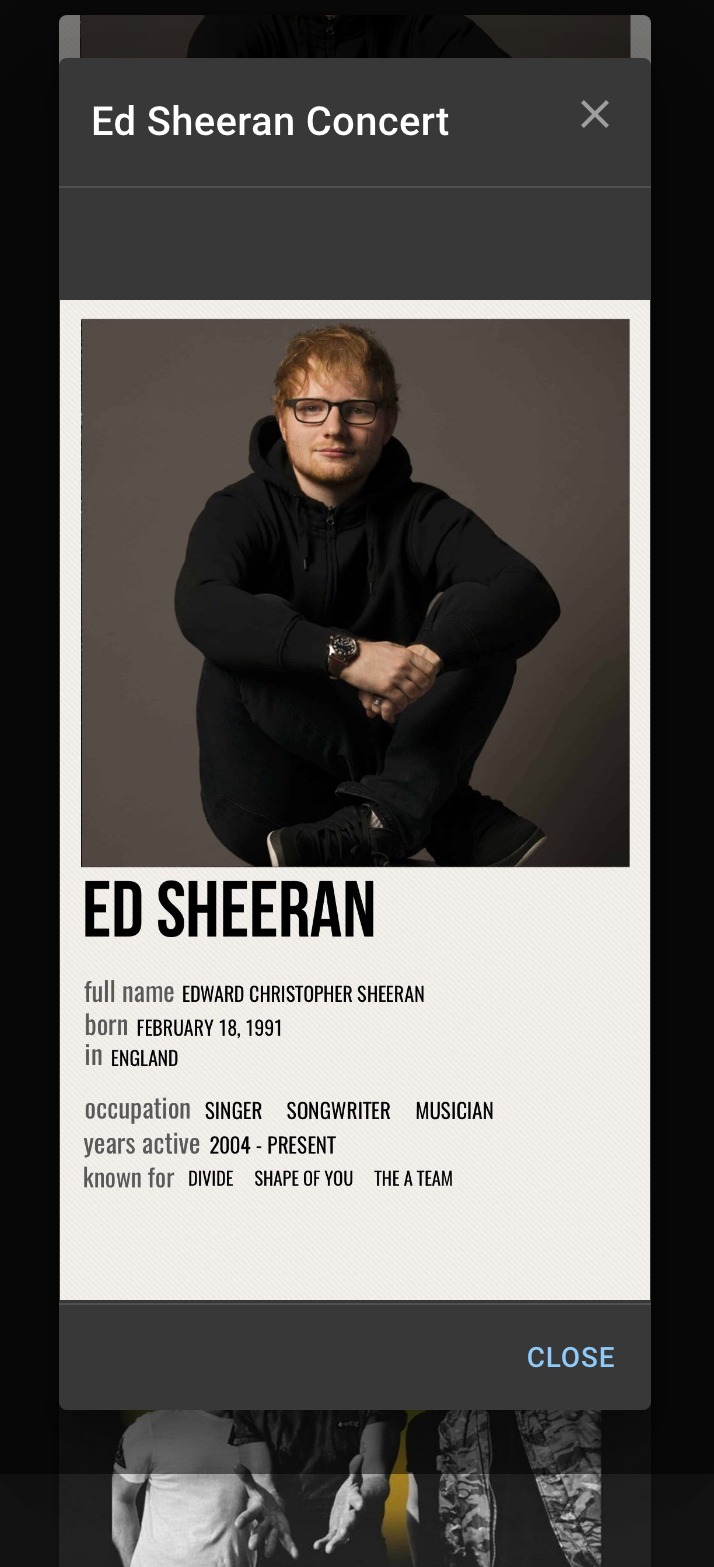 Ed Sheeran Concert
ED SHEERAN
full name EDWARD CHRISTOPHER SHEERAN
born FEBRUARY 18, 1991
in ENGLAND
occupation SINGER SONGWRITER MUSICIAN
years active 2004 - PRESENT
known for DIVIDE SHAPE OF YOU THE A TEAM
CLOSE